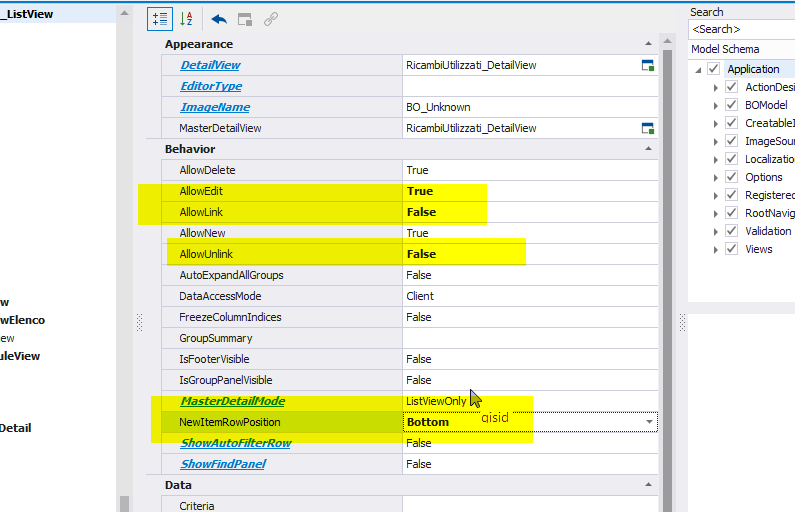 _ListView
w
wElenco
ew
uleView
Detail
Appearance
DetailView RicambiUtilizzati_DetailView
EditorType
ImageName BO_Unknown
MasterDetailView RicambiUtilizzati_DetailView
Behavior
AllowDelete True
AllowEdit True
AllowLink False
AllowNew True
AllowUnlink False
AutoExpandAllGroups False
DataAccessMode Client
FreezeColumnIndices False
GroupSummary
IsFooterVisible False
IsGroupPanelVisible False
MasterDetailMode ListViewOnly
NewItemRowPosition Bottom
qisid
ShowAutoFilterRow False
ShowFindPanel False
Data
Criteria
Search
<Search>
Model Schema
Application
ActionDesi
BOModel
CreatableI
ImageSour
Localizatio
Options
Registered
RootNavig
Validation
Views